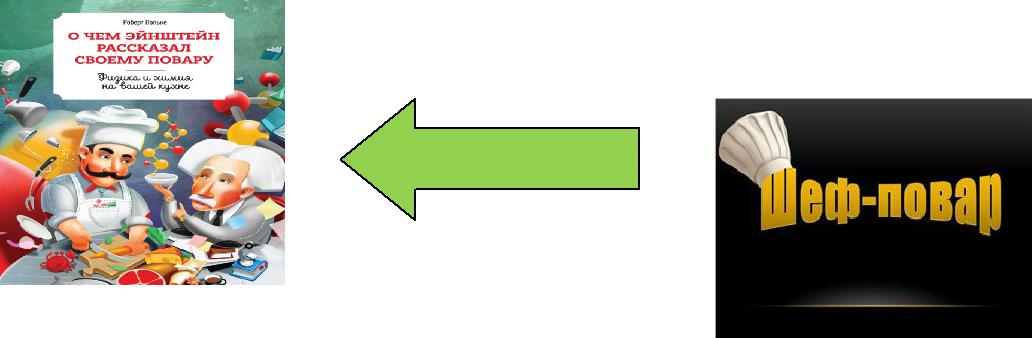 Роберт Вольке
О ЧЕМ ЭЙНШТЕЙН
РАССКАЗАЛ
СВОЕМУ ПОВАРУ
Физика и химия
на вашей кухне
Шеф-повар